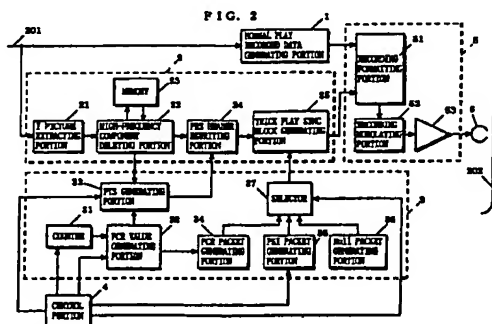 FIG. 2
201
NORMAL PLAY RECORDED DATA GENERATING PORTION
1
2
MEMORY
23
21
I PICTURE EXTRACTING PORTION
22
HIGH-FREQUENCY COMPONENT DELETING PORTION
24
PES HEADER REWRITING PORTION
25
TRICK PLAY SYNC BLOCK GENERATING PORTION
51
RECORDING FORMATTING PORTION
5
52
RECORDING MODULATING PORTION
53
6
202
33
PTS GENERATING PORTION
37
SELECTOR
3
31
COUNTER
32
PCR VALUE GENERATING PORTION
34
PCR PACKET GENERATING PORTION
35
PSI PACKET GENERATING PORTION
36
Null PACKET GENERATING PORTION
4
CONTROL PORTION